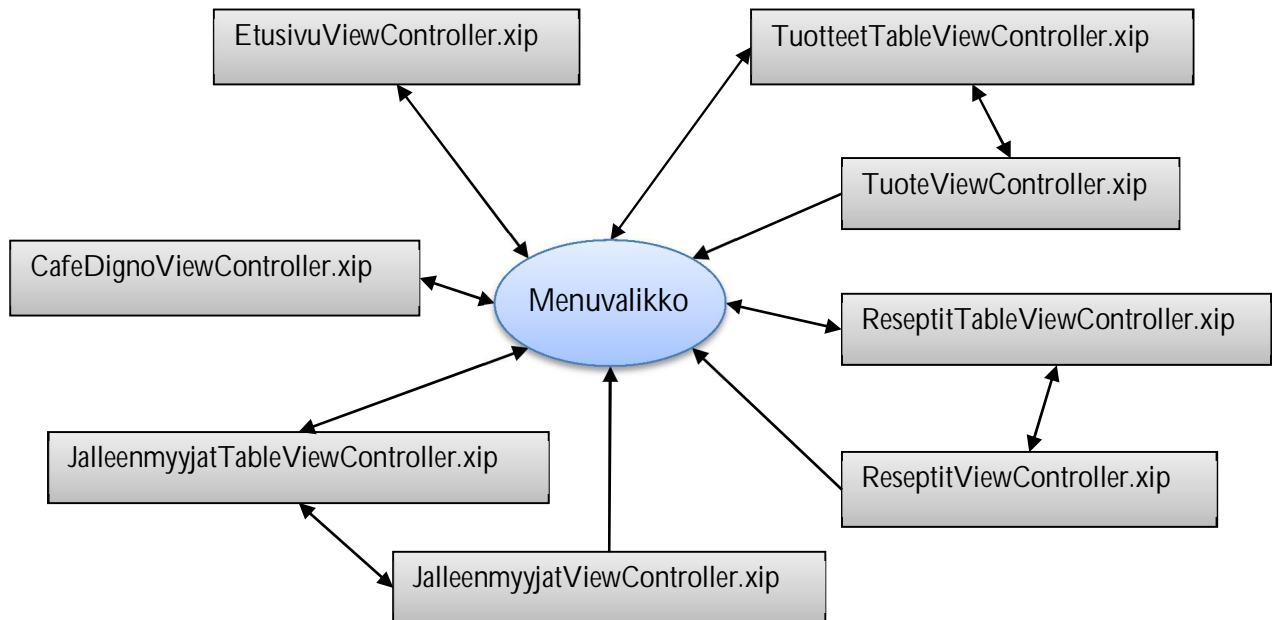 EtusivuViewController.xip
TuotteetTableViewController.xip
TuoteViewController.xip
CafeDignoViewController.xip
Menuvalikko
ReseptitTableViewController.xip
JalleenmyyjatTableViewController.xip
ReseptitViewController.xip
JalleenmyyjatViewController.xip